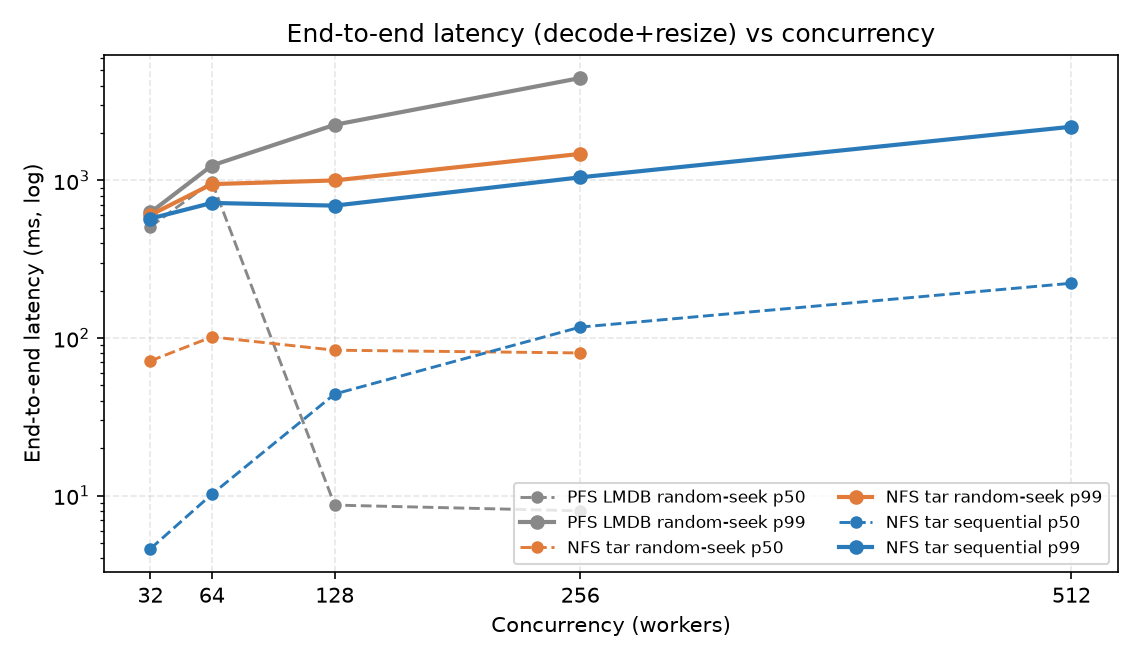 End-to-end latency (decode+resize) vs concurrency
End-to-end latency (ms, log)
10³
10²
10¹
32 64 128 256 512
Concurrency (workers)
PFS LMDB random-seek p50
PFS LMDB random-seek p99
NFS tar random-seek p50
NFS tar random-seek p99
NFS tar sequential p50
NFS tar sequential p99